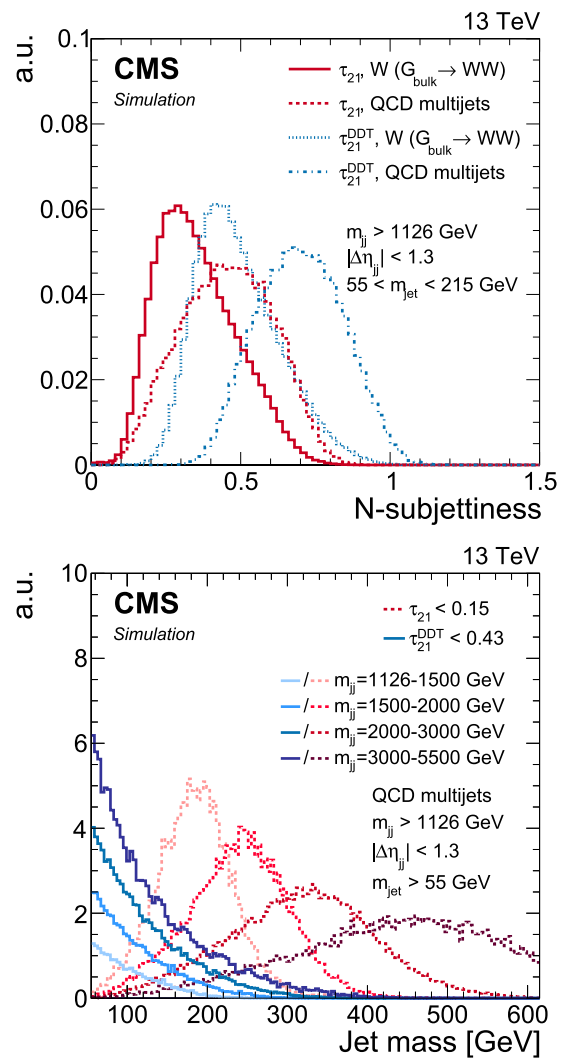 13 TeV
a.u.
0.1
CMS
Simulation
τ21, W (Gbulk→ WW)
τ21, QCD multijets
τ21DDT, W (Gbulk→ WW)
τ21DDT, QCD multijets
0.08
0.06
mjj > 1126 GeV
|Δηjj| < 1.3
55 < mjet < 215 GeV
0.04
0.02
0
0 0.5 1 1.5
N-subjettiness
13 TeV
a.u.
10
CMS
Simulation
τ21 < 0.15
τ21DDT < 0.43
8
/ mjj=1126-1500 GeV
/ mjj=1500-2000 GeV
/ mjj=2000-3000 GeV
/ mjj=3000-5500 GeV
6
QCD multijets
mjj > 1126 GeV
|Δηjj| < 1.3
mjet > 55 GeV
4
2
0
100 200 300 400 500 600
Jet mass [GeV]